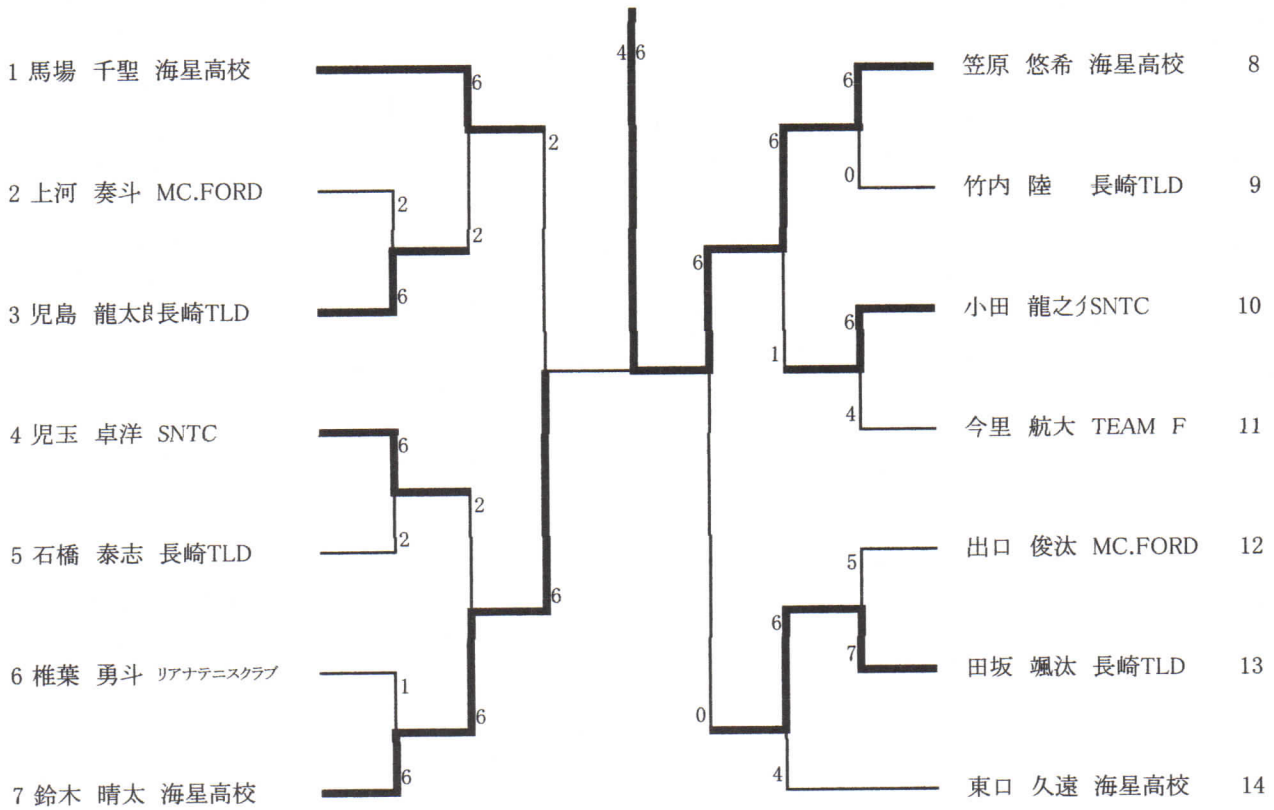 4 6
1 馬場 千聖 海星高校
6
2
2 上河 奏斗 MC.FORD
2
2
6
3 児島 龍太郎 長崎TLD
4 児玉 卓洋 SNTC
6
2
2
5 石橋 泰志 長崎TLD
6
6 椎葉 勇斗 リアナテニスクラブ
1
6
6
7 鈴木 晴太 海星高校
笠原 悠希 海星高校 8
6
6
0
竹内 陸 長崎TLD 9
6
小田 龍之介 SNTC 10
6
1
4
今里 航大 TEAM F 11
出口 俊汰 MC.FORD 12
5
6
7
田坂 颯汰 長崎TLD 13
0
4
東口 久遠 海星高校 14